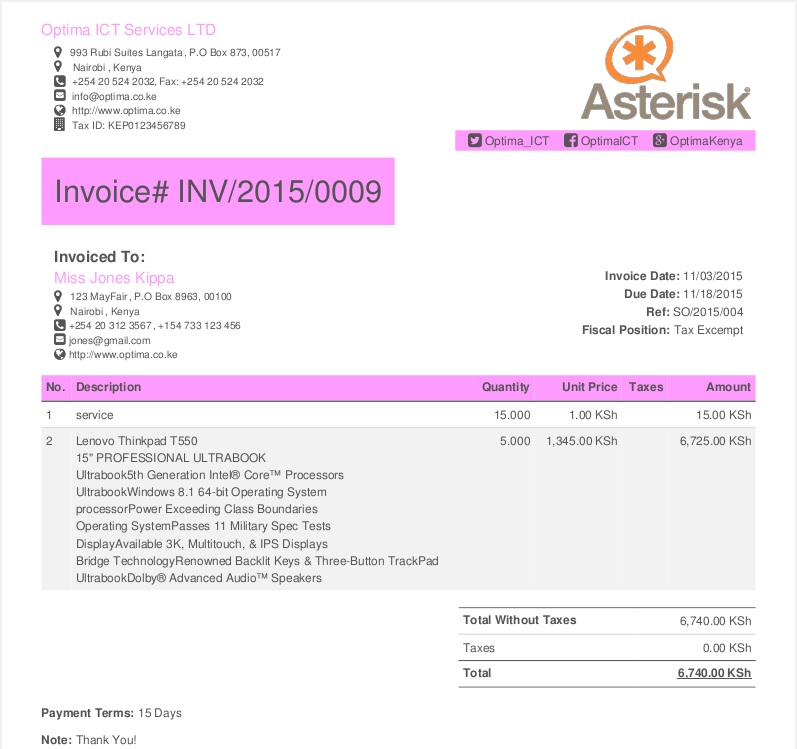 Optima ICT Services LTD
993 Rubi Suites Langata, P.O Box 873, 00517
Nairobi , Kenya
+254 20 524 2032, Fax: +254 20 524 2032
info@optima.co.ke
http://www.optima.co.ke
Tax ID: KEP0123456789
Asterisk®
Optima_ICT OptimaICT OptimaKenya
Invoice# INV/2015/0009
Invoiced To:
Miss Jones Kippa
123 MayFair, P.O Box 8963, 00100
Nairobi , Kenya
+254 20 312 3567 , +154 733 123 456
jones@gmail.com
http://www.optima.co.ke
Invoice Date: 11/03/2015
Due Date: 11/18/2015
Ref: SO/2015/004
Fiscal Position: Tax Excempt
No. Description Quantity Unit Price Taxes Amount
1 service 15.000 1.00 KSh 15.00 KSh
2 Lenovo Thinkpad T550 5.000 1,345.00 KSh 6,725.00 KSh
15" PROFESSIONAL ULTRABOOK
Ultrabook5th Generation Intel® Core™ Processors
UltrabookWindows 8.1 64-bit Operating System
processorPower Exceeding Class Boundaries
Operating SystemPasses 11 Military Spec Tests
DisplayAvailable 3K, Multitouch, & IPS Displays
Bridge TechnologyRenowned Backlit Keys & Three-Button TrackPad
UltrabookDolby® Advanced Audio™ Speakers
Total Without Taxes 6,740.00 KSh
Taxes 0.00 KSh
Total 6,740.00 KSh
Payment Terms: 15 Days
Note: Thank You!